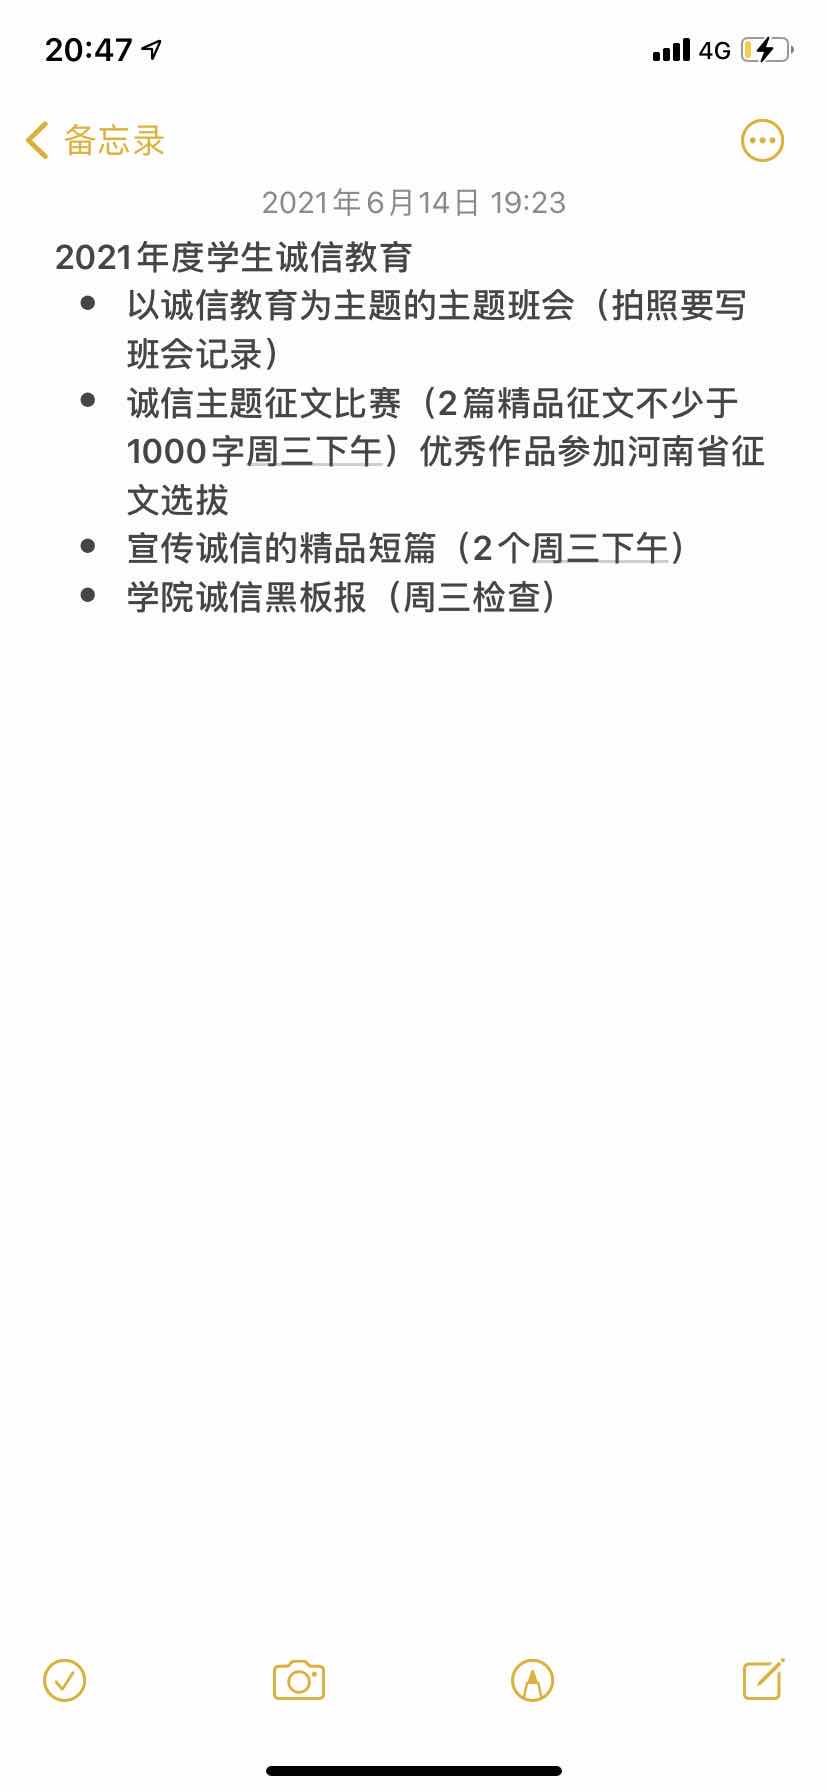 20:47
4G
备忘录
2021年6月14日 19:23
2021年度学生诚信教育
• 以诚信教育为主题的主题班会（拍照要写
班会记录）
• 诚信主题征文比赛（2篇精品征文不少于
1000字周三下午）优秀作品参加河南省征
文选拔
• 宣传诚信的精品短篇（2个周三下午）
• 学院诚信黑板报（周三检查）